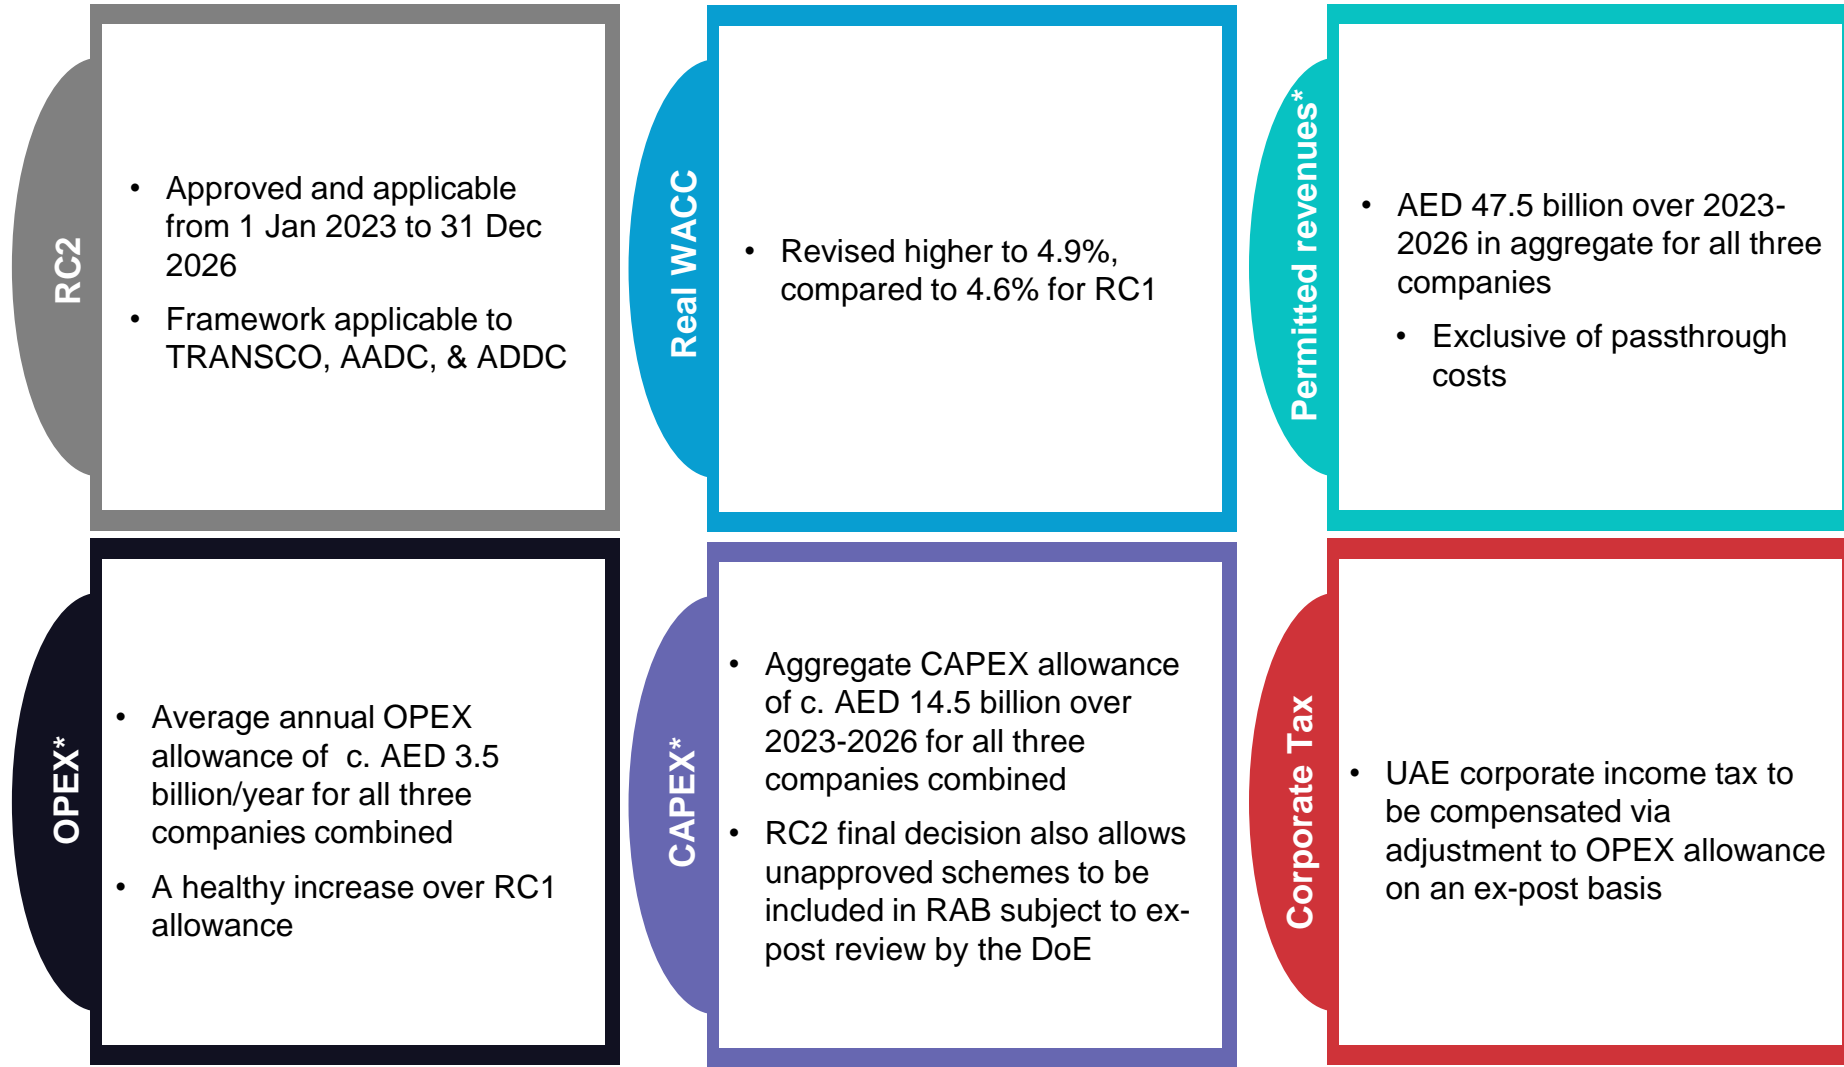 RC2
• Approved and applicable
from 1 Jan 2023 to 31 Dec
2026
• Framework applicable to
TRANSCO, AADC, & ADDC
Real WACC
• Revised higher to 4.9%,
compared to 4.6% for RC1
Permitted revenues*
• AED 47.5 billion over 2023-
2026 in aggregate for all three
companies
• Exclusive of passthrough
costs
OPEX*
• Average annual OPEX
allowance of  c. AED 3.5
billion/year for all three
companies combined
• A healthy increase over RC1
allowance
CAPEX*
• Aggregate CAPEX allowance
of c. AED 14.5 billion over
2023-2026 for all three
companies combined
• RC2 final decision also allows
unapproved schemes to be
included in RAB subject to ex-
post review by the DoE
Corporate Tax
• UAE corporate income tax to
be compensated via
adjustment to OPEX allowance
on an ex-post basis